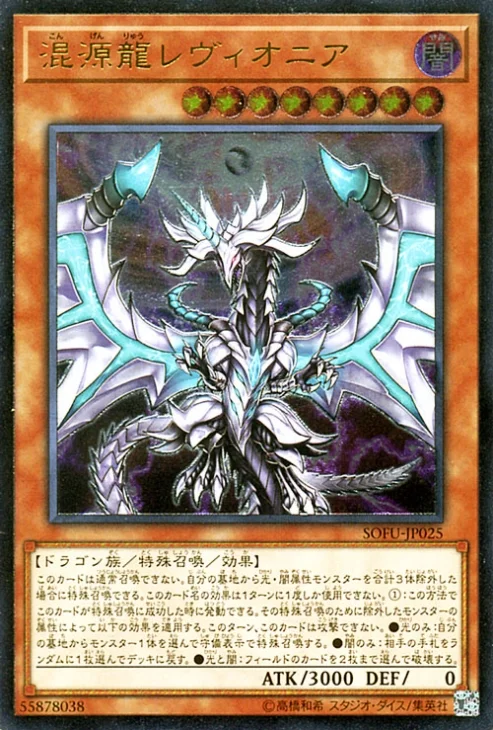 混源龍レヴィオニア
闇
SOFU-JP025
【ドラゴン族／特殊召喚／効果】
このカードは通常召喚できない。自分の墓地から光・闇属性モンスターを合計3体除外した
場合に特殊召喚できる。このカード名の効果は1ターンに1度しか使用できない。①：この方法で
このカードが特殊召喚に成功した時に発動できる。その特殊召喚のために除外したモンスターの
属性によって以下の効果を適用する。このターン、このカードは攻撃できない。●光のみ：自分
の墓地からモンスター1体を選んで守備表示で特殊召喚する。●闇のみ：相手の手札をラ
ンダムに1枚選んでデッキに戻す。●光と闇：フィールドのカードを2枚まで選んで破壊する。
ATK/3000 DEF/ 0
55878038
©高橋和希 スタジオ・ダイス/集英社